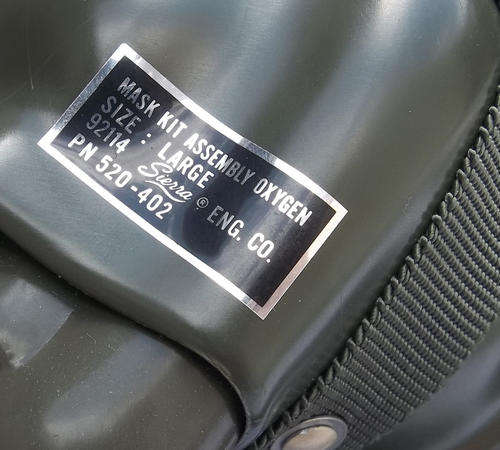 MASK KIT ASSEMBLY OXYGEN
SIZE : LARGE
92114 Sierra ® ENG. CO.
PN 520-402